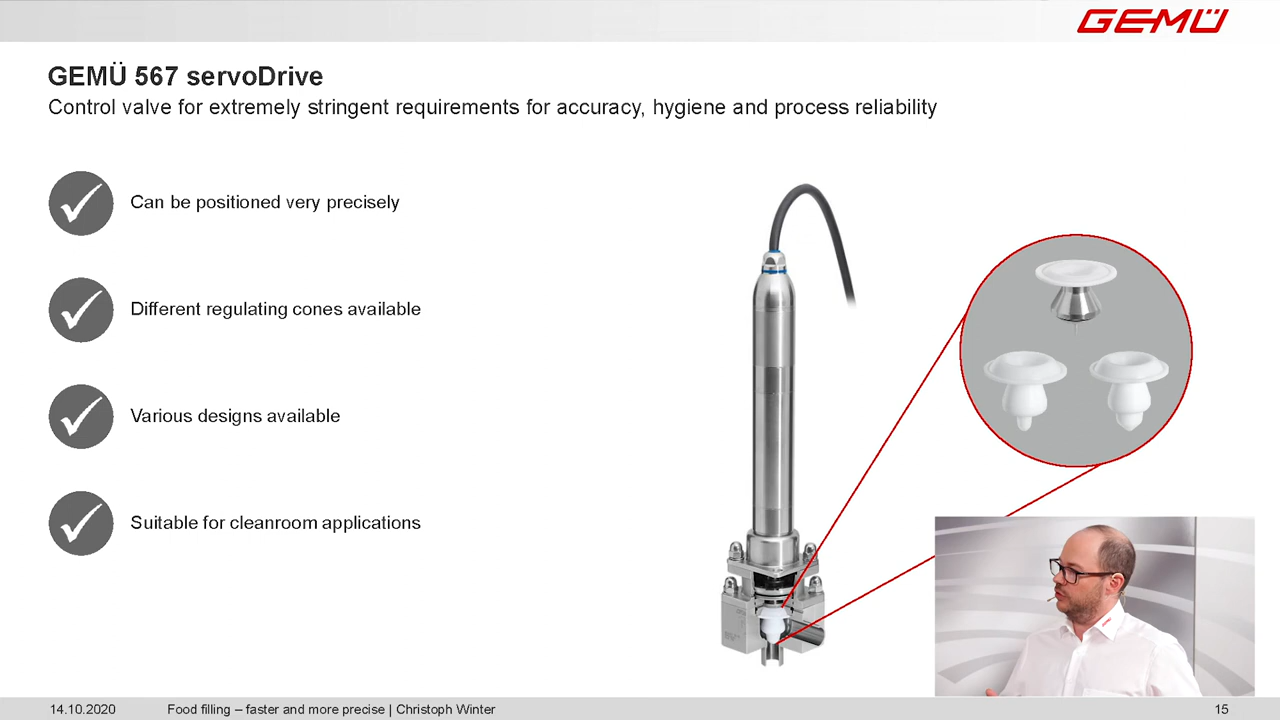 GEMÜ
GEMÜ 567 servoDrive
Control valve for extremely stringent requirements for accuracy, hygiene and process reliability
Can be positioned very precisely
Different regulating cones available
Various designs available
Suitable for cleanroom applications
14.10.2020
Food filling – faster and more precise | Christoph Winter
15